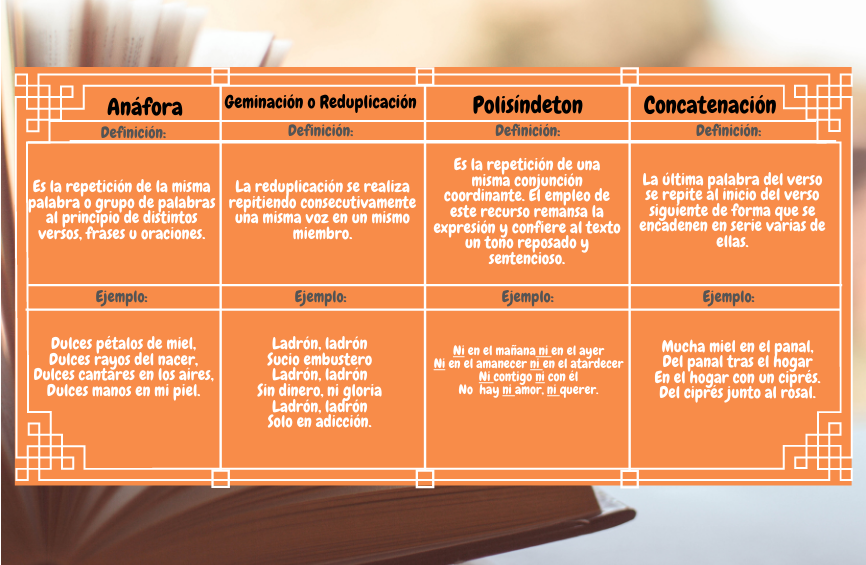 Anáfora
Definición:
Es la repetición de la misma
palabra o grupo de palabras
al principio de distintos
versos, frases u oraciones.
Ejemplo:
Dulces pétalos de miel,
Dulces rayos del nacer,
Dulces cantares en los aires,
Dulces manos en mi piel.
Geminación o Reduplicación
Definición:
La reduplicación se realiza
repitiendo consecutivamente
una misma voz en un mismo
miembro.
Ejemplo:
Ladrón, ladrón
Sucio embustero
Ladrón, ladrón
Sin dinero, ni gloria
Ladrón, ladrón
Solo en adicción.
Polisíndeton
Definición:
Es la repetición de una
misma conjunción
coordinante. El empleo de
este recurso remansa la
expresión y confiere al texto
un tono reposado y
sentencioso.
Ejemplo:
Ni en el mañana ni en el ayer
Ni en el amanecer ni en el atardecer
Ni contigo ni con él
No hay ni amor, ni querer.
Concatenación
Definición:
La última palabra del verso
se repite al inicio del verso
siguiente de forma que se
encadenen en serie varias de
ellas.
Ejemplo:
Mucha miel en el panal,
Del panal tras el hogar
En el hogar con un ciprés.
Del ciprés junto al rosal.